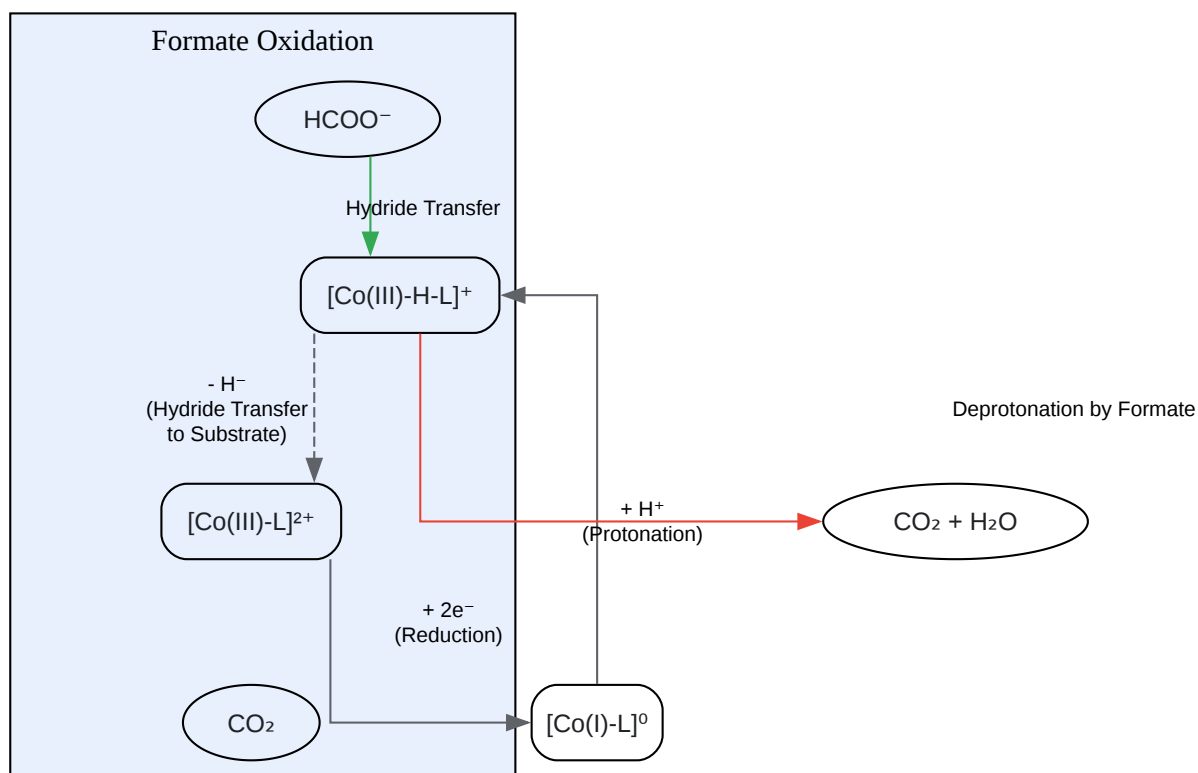 Formate Oxidation
HCOO⁻
Hydride Transfer
[Co(III)-H-L]⁺
- H⁻
(Hydride Transfer
to Substrate)
Deprotonation by Formate
[Co(III)-L]²⁺
+ H⁺
(Protonation)
CO₂ + H₂O
+ 2e⁻
(Reduction)
CO₂
[Co(I)-L]⁰